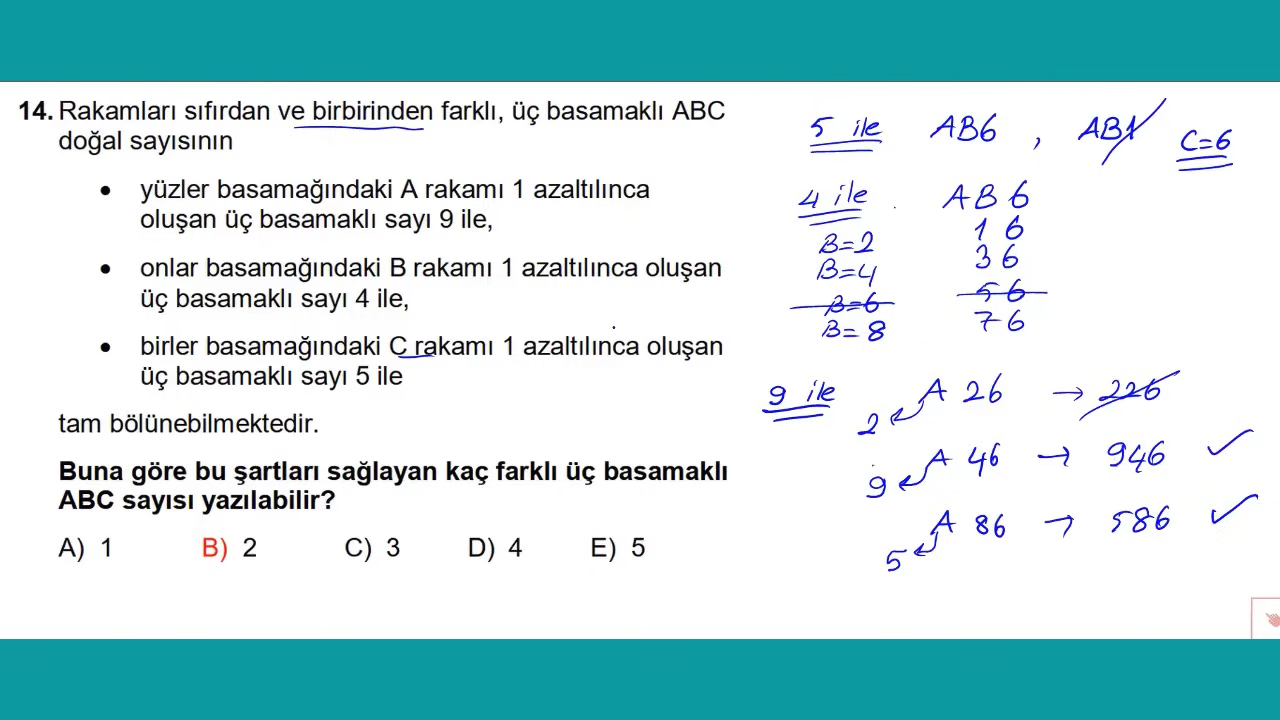 14. Rakamları sıfırdan ve birbirinden farklı, üç basamaklı ABC
doğal sayısının
• yüzler basamağındaki A rakamı 1 azaltılınca
oluşan üç basamaklı sayı 9 ile,
• onlar basamağındaki B rakamı 1 azaltılınca oluşan
üç basamaklı sayı 4 ile,
• birler basamağındaki C rakamı 1 azaltılınca oluşan
üç basamaklı sayı 5 ile
tam bölünebilmektedir.
Buna göre bu şartları sağlayan kaç farklı üç basamaklı
ABC sayısı yazılabilir?
A) 1 B) 2 C) 3 D) 4 E) 5
5 ile AB6 , AB1 C=6
4 ile AB6
B=2 16
B=4 36
B=6 56
B=8 76
9 ile A26 → 226
2
A46 → 946 ✓
9
A86 → 586 ✓
5